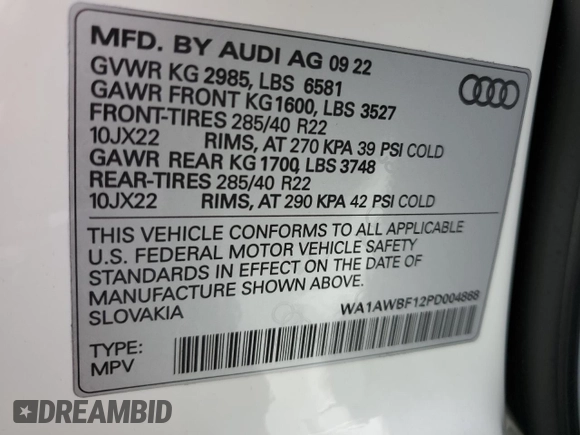 MFD. BY AUDI AG 09 22
GVWR KG 2985, LBS 6581
GAWR FRONT KG 1600, LBS 3527
FRONT-TIRES 285/40 R22
10JX22 RIMS, AT 270 KPA 39 PSI COLD
GAWR REAR KG 1700, LBS 3748
REAR-TIRES 285/40 R22
10JX22 RIMS, AT 290 KPA 42 PSI COLD
THIS VEHICLE CONFORMS TO ALL APPLICABLE
U.S. FEDERAL MOTOR VEHICLE SAFETY
STANDARDS IN EFFECT ON THE DATE OF
MANUFACTURE SHOWN ABOVE.
SLOVAKIA
WA1AWBF12PD004868
TYPE:
MPV
DREAMBID